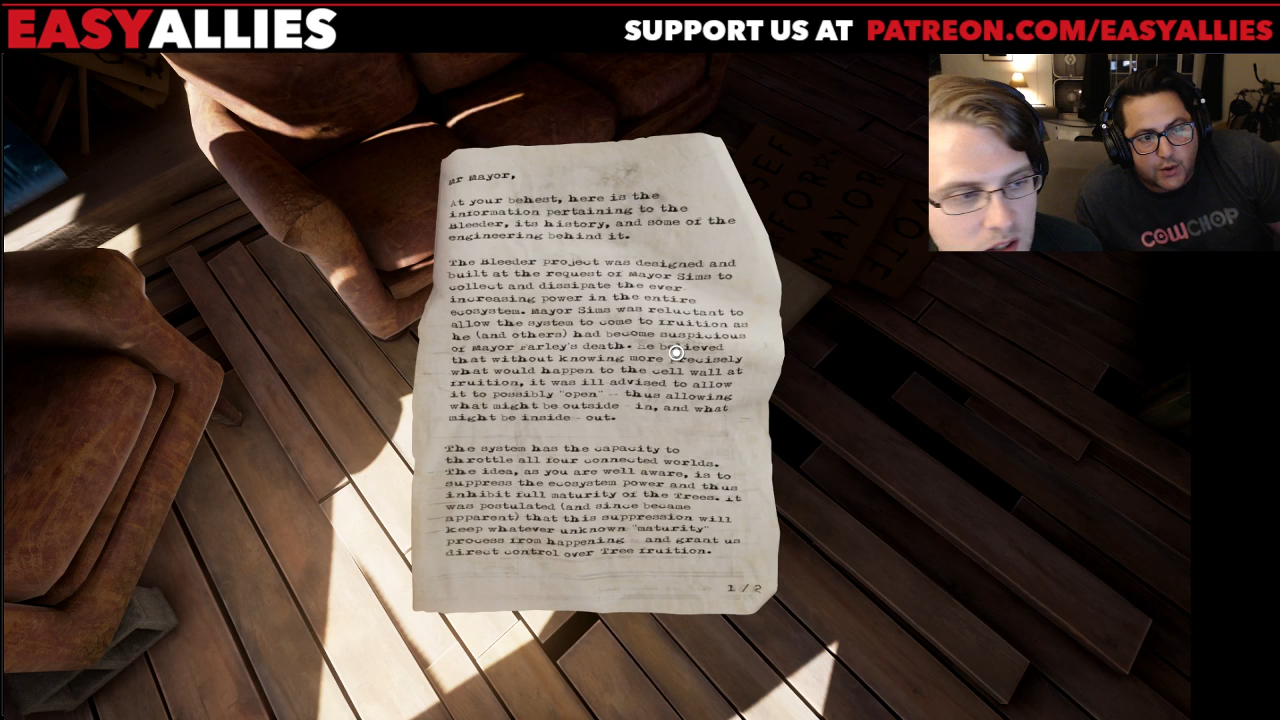 EASYALLIES
SUPPORT US AT PATREON.COM/EASYALLIES
Mr Mayor,
At your behest, here is the
information pertaining to the
Bleeder, its history, and some of the
engineering behind it.
The Bleeder project was designed and
built at the request of Mayor Sims to
collect and dissipate the ever
increasing power in the entire
ecosystem. Mayor Sims was reluctant to
allow the system to come to fruition as
he (and others) had become suspicious
of Mayor Farley's death. He believed
that without knowing more precisely
what would happen to the cell wall at
fruition, it was ill advised to allow
it to possibly "open" -- thus allowing
what might be outside - in, and what
might be inside - out.
The system has the capacity to
throttle all four connected worlds.
The idea, as you are well aware, is to
suppress the ecosystem power and thus
inhibit full maturity of the Trees. It
was postulated (and since became
apparent) that this suppression will
keep whatever unknown "maturity"
process from happening and grant us
direct control over Tree fruition.
1/2
SEF
FOR
MAYOR
VOTE
COWCHOP